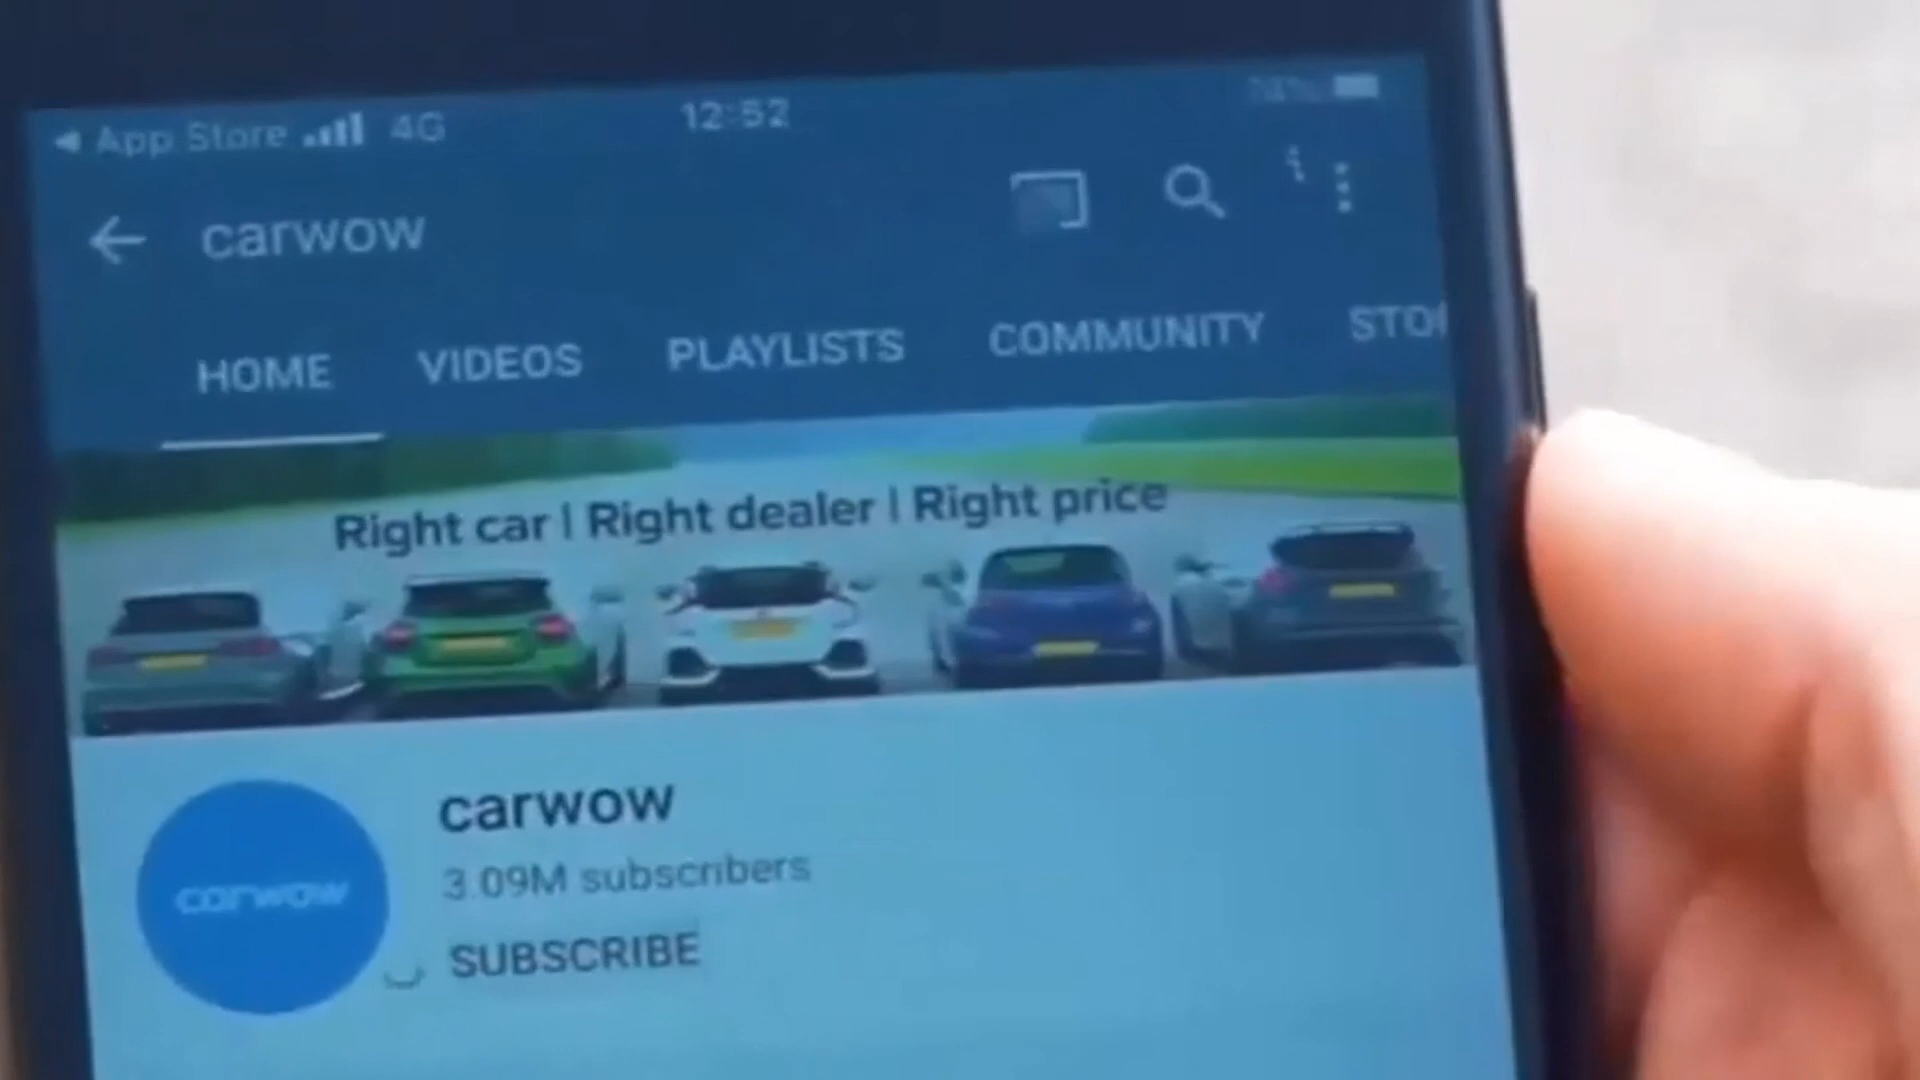 App Store 4G 12:52
carwow
HOME VIDEOS PLAYLISTS COMMUNITY STO
Right car | Right dealer | Right price
carwow
carwow
3.09M subscribers
SUBSCRIBE